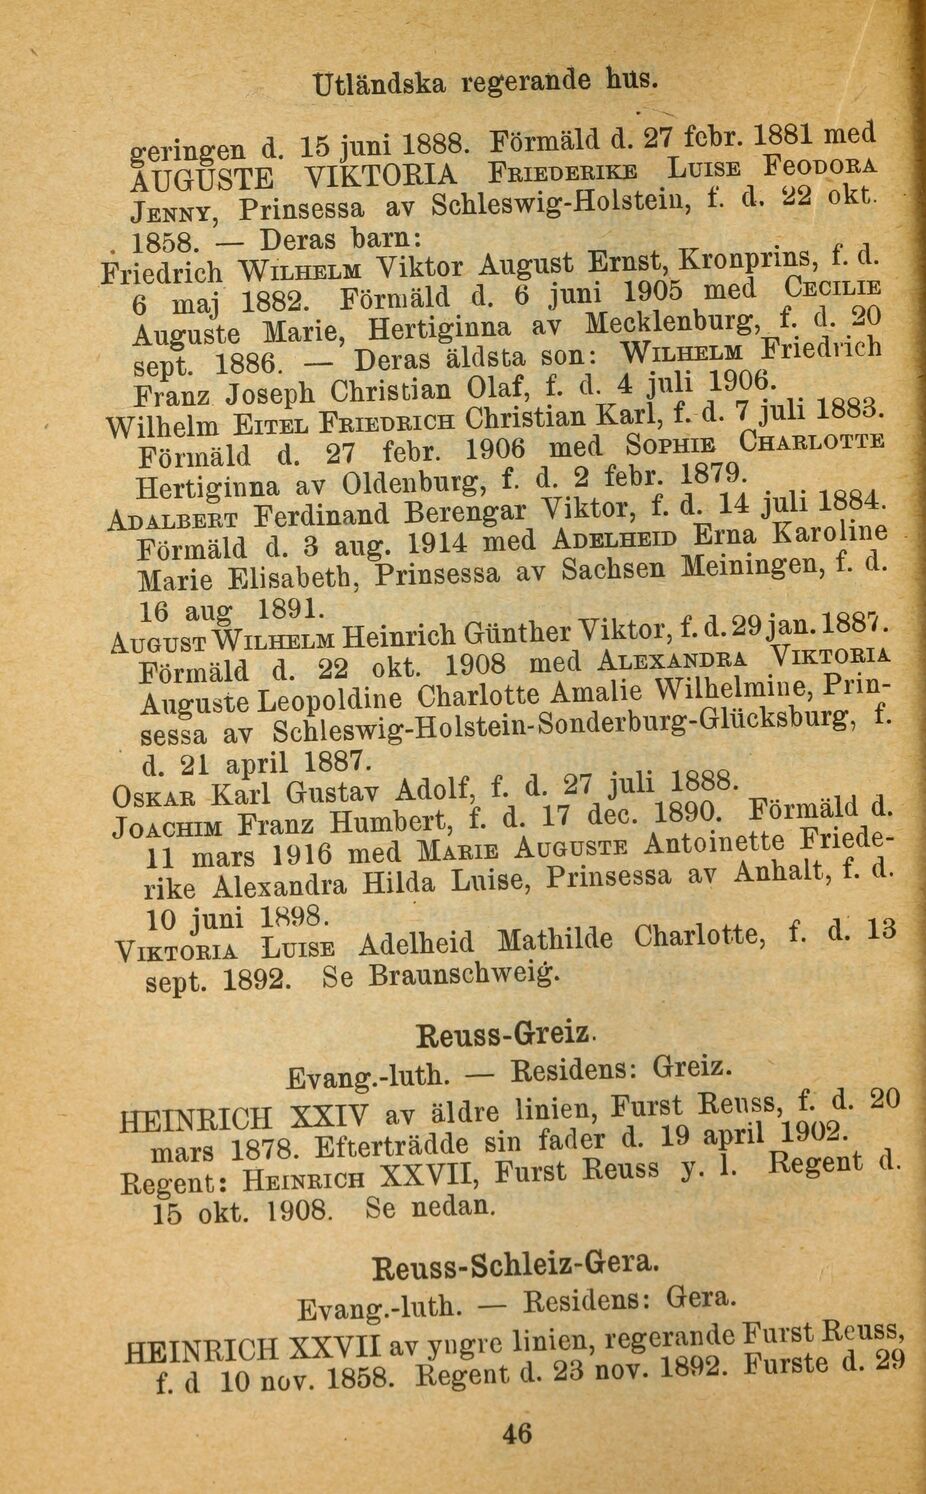 Utländska regerande hus.
geringen d. 15 juni 1888. Förmäld d. 27 febr. 1881 med
AUGUSTE VIKTORIA FRIEDERIKE LUISE FEODORA
JENNY, Prinsessa av Schleswig-Holstein, f. d. 22 okt.
1858. — Deras barn:
Friedrich WILHELM Viktor August Ernst, Kronprins, f. d.
6 maj 1882. Förmäld d. 6 juni 1905 med CECILIE
Auguste Marie, Hertiginna av Mecklenburg, f. d. 20
sept. 1886. — Deras äldsta son: WILHELM Friedrich
Franz Joseph Christian Olaf, f. d. 4 juli 1906.
Wilhelm EITEL FRIEDRICH Christian Karl, f. d. 7 juli 1883.
Förmäld d. 27 febr. 1906 med SOPHIE CHARLOTTE
Hertiginna av Oldenburg, f. d. 2 febr. 1879.
ADALBERT Ferdinand Berengar Viktor, f. d. 14 juli 1884.
Förmäld d. 3 aug. 1914 med ADELHEID Erna Karoline
Marie Elisabeth, Prinsessa av Sachsen Meiningen, f. d.
16 aug 1891.
AUGUST WILHELM Heinrich Günther Viktor, f. d. 29 jan. 1887.
Förmäld d. 22 okt. 1908 med ALEXANDRA VIKTORIA
Auguste Leopoldine Charlotte Amalie Wilhelmine, Prin-
sessa av Schleswig-Holstein-Sonderburg-Glücksburg, f.
d. 21 april 1887.
OSKAR Karl Gustav Adolf, f. d. 27 juli 1888.
JOACHIM Franz Humbert, f. d. 17 dec. 1890. Förmäld d.
11 mars 1916 med MARIE AUGUSTE Antoinette Friede-
rike Alexandra Hilda Luise, Prinsessa av Anhalt, f. d.
10 juni 1898.
VIKTORIA LUISE Adelheid Mathilde Charlotte, f. d. 13
sept. 1892. Se Braunschweig.
Reuss-Greiz.
Evang.-luth. — Residens: Greiz.
HEINRICH XXIV av äldre linien, Furst Reuss, f. d. 20
mars 1878. Efterträdde sin fader d. 19 april 1902.
Regent: HEINRICH XXVII, Furst Reuss y. l. Regent d.
15 okt. 1908. Se nedan.
Reuss-Schleiz-Gera.
Evang.-luth. — Residens: Gera.
HEINRICH XXVII av yngre linien, regerande Furst Reuss,
f. d 10 nov. 1858. Regent d. 23 nov. 1892. Furste d. 29
46